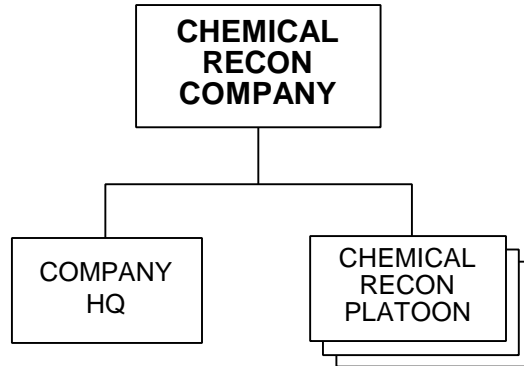 CHEMICAL
RECON
COMPANY
COMPANY
HQ
CHEMICAL
RECON
PLATOON